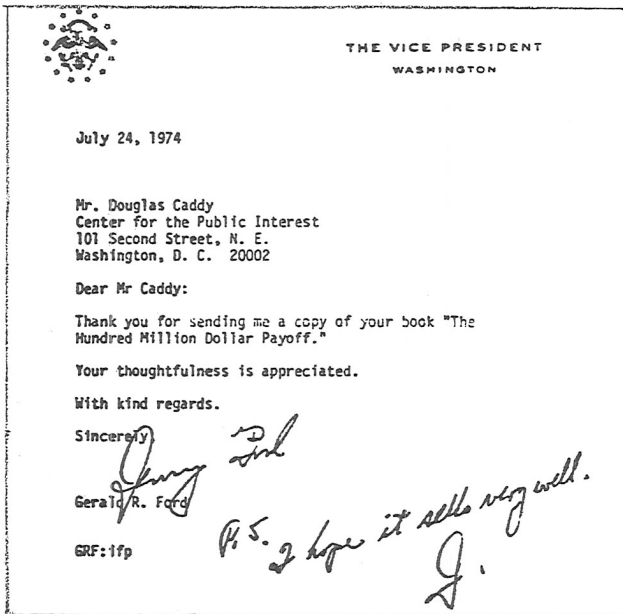 THE VICE PRESIDENT
WASHINGTON
July 24, 1974
Mr. Douglas Caddy
Center for the Public Interest
101 Second Street, N. E.
Washington, D. C. 20002
Dear Mr Caddy:
Thank you for sending me a copy of your book "The
Hundred Million Dollar Payoff."
Your thoughtfulness is appreciated.
With kind regards.
Sincerely,
Jerry Ford
Gerald R. Ford
P.S. I hope it sells very well.
J.
GRF:lfp